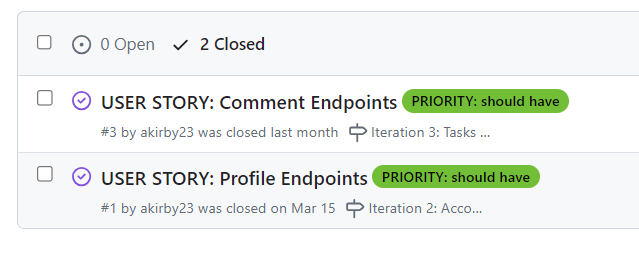 0 Open 2 Closed
USER STORY: Comment Endpoints PRIORITY: should have
#3 by akirby23 was closed last month Iteration 3: Tasks ...
USER STORY: Profile Endpoints PRIORITY: should have
#1 by akirby23 was closed on Mar 15 Iteration 2: Acco...